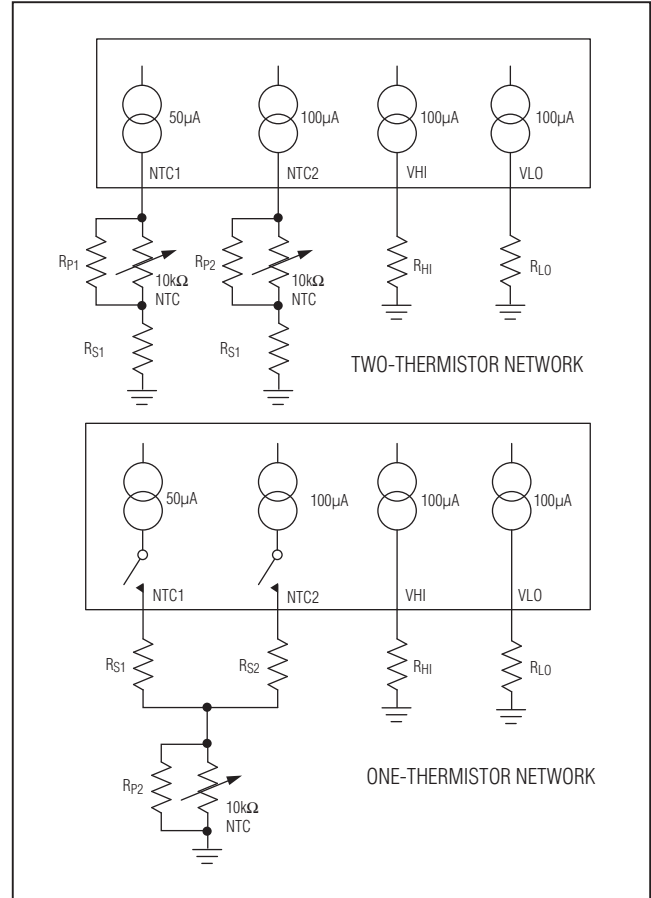 50µA
100µA
100µA
100µA
NTC1
NTC2
VHI
VLO
RP1
10kΩ
NTC
RP2
10kΩ
NTC
RHI
RLO
RS1
RS1
TWO-THERMISTOR NETWORK
50µA
100µA
100µA
100µA
NTC1
NTC2
VHI
VLO
RS1
RS2
RHI
RLO
RP2
10kΩ
NTC
ONE-THERMISTOR NETWORK